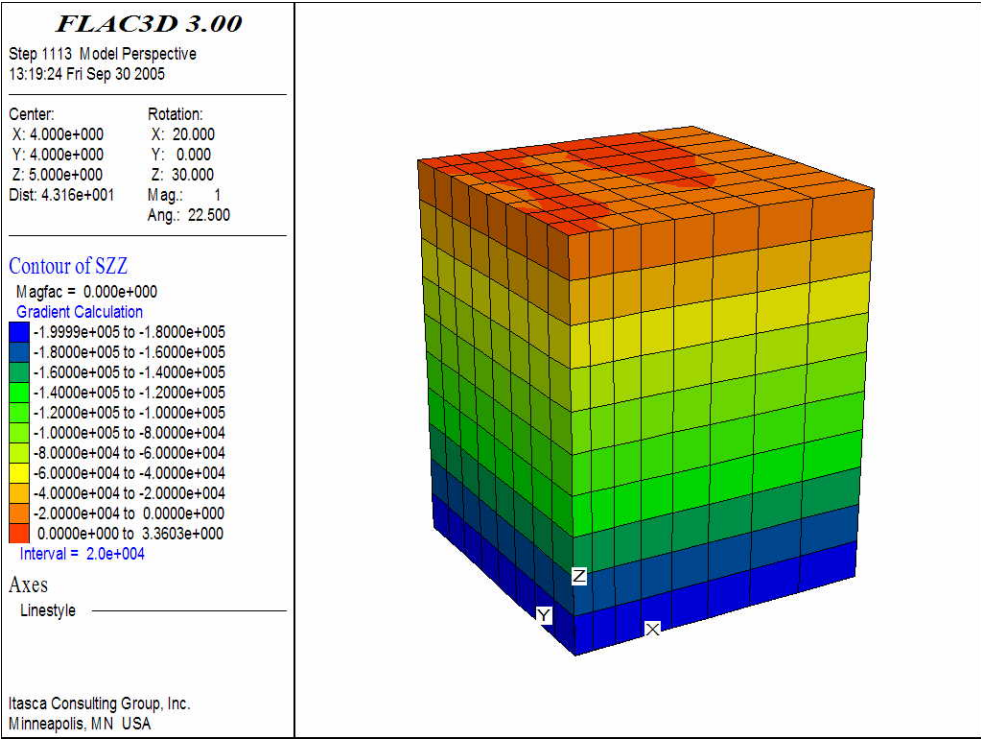 FLAC3D 3.00
Step 1113 Model Perspective
13:19:24 Fri Sep 30 2005
Center: Rotation:
X: 4.000e+000 X: 20.000
Y: 4.000e+000 Y: 0.000
Z: 5.000e+000 Z: 30.000
Dist: 4.316e+001 Mag.: 1
Ang.: 22.500
Contour of SZZ
Magfac = 0.000e+000
Gradient Calculation
-1.9999e+005 to -1.8000e+005
-1.8000e+005 to -1.6000e+005
-1.6000e+005 to -1.4000e+005
-1.4000e+005 to -1.2000e+005
-1.2000e+005 to -1.0000e+005
-1.0000e+005 to -8.0000e+004
-8.0000e+004 to -6.0000e+004
-6.0000e+004 to -4.0000e+004
-4.0000e+004 to -2.0000e+004
-2.0000e+004 to 0.0000e+000
0.0000e+000 to 3.3603e+000
Interval = 2.0e+004
Axes
Linestyle
Itasca Consulting Group, Inc.
Minneapolis, MN USA
Z
Y
X